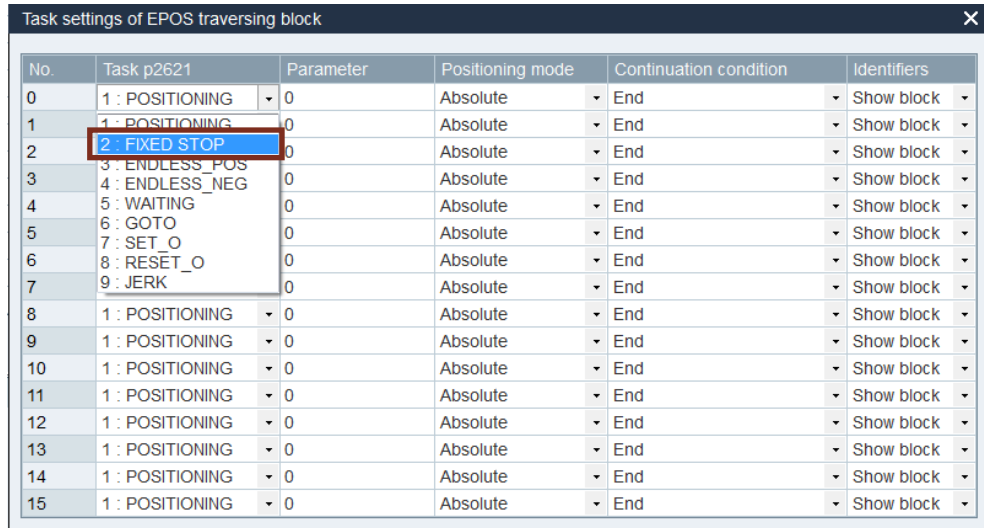 Task settings of EPOS traversing block
No. Task p2621 Parameter Positioning mode Continuation condition Identifiers
0 1 : POSITIONING 0 Absolute End Show block
1 1 : POSITIONING 0 Absolute End Show block
2 2 : FIXED STOP 0 Absolute End Show block
3 3 : ENDLESS_POS 0 Absolute End Show block
4 : ENDLESS_NEG
4 5 : WAITING 0 Absolute End Show block
5 6 : GOTO 0 Absolute End Show block
7 : SET_O
6 8 : RESET_O 0 Absolute End Show block
7 9 : JERK 0 Absolute End Show block
8 1 : POSITIONING 0 Absolute End Show block
9 1 : POSITIONING 0 Absolute End Show block
10 1 : POSITIONING 0 Absolute End Show block
11 1 : POSITIONING 0 Absolute End Show block
12 1 : POSITIONING 0 Absolute End Show block
13 1 : POSITIONING 0 Absolute End Show block
14 1 : POSITIONING 0 Absolute End Show block
15 1 : POSITIONING 0 Absolute End Show block